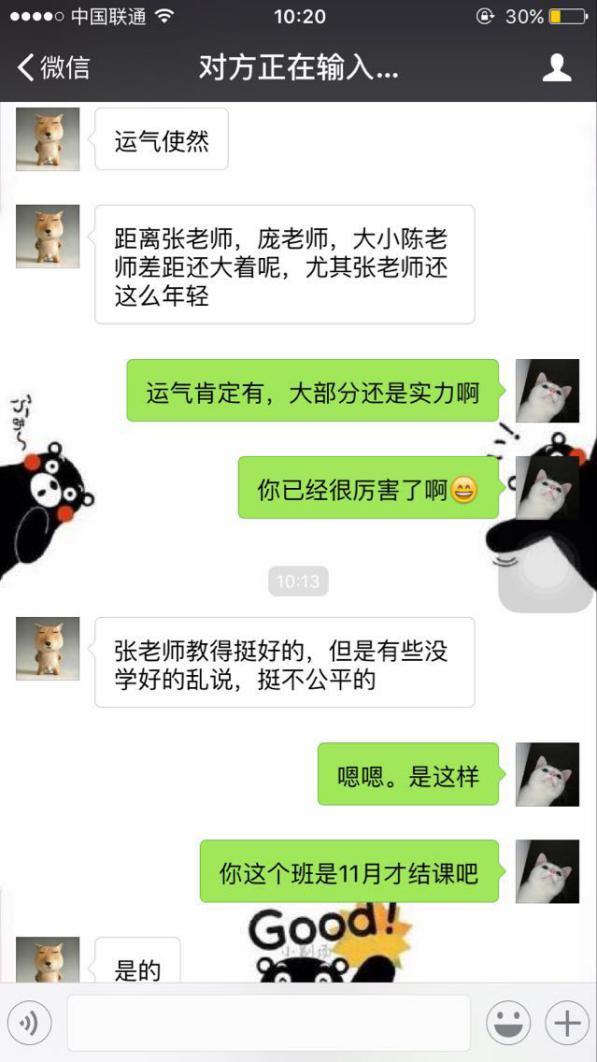 中国联通 10:20 30%
微信 对方正在输入...
运气使然
距离张老师，庞老师，大小陈老
师差距还大着呢，尤其张老师还
这么年轻
运气肯定有，大部分还是实力啊
你已经很厉害了啊😄
10:13
张老师教得挺好的，但是有些没
学好的乱说，挺不公平的
嗯嗯。是这样
你这个班是11月才结课吧
Good!
是的